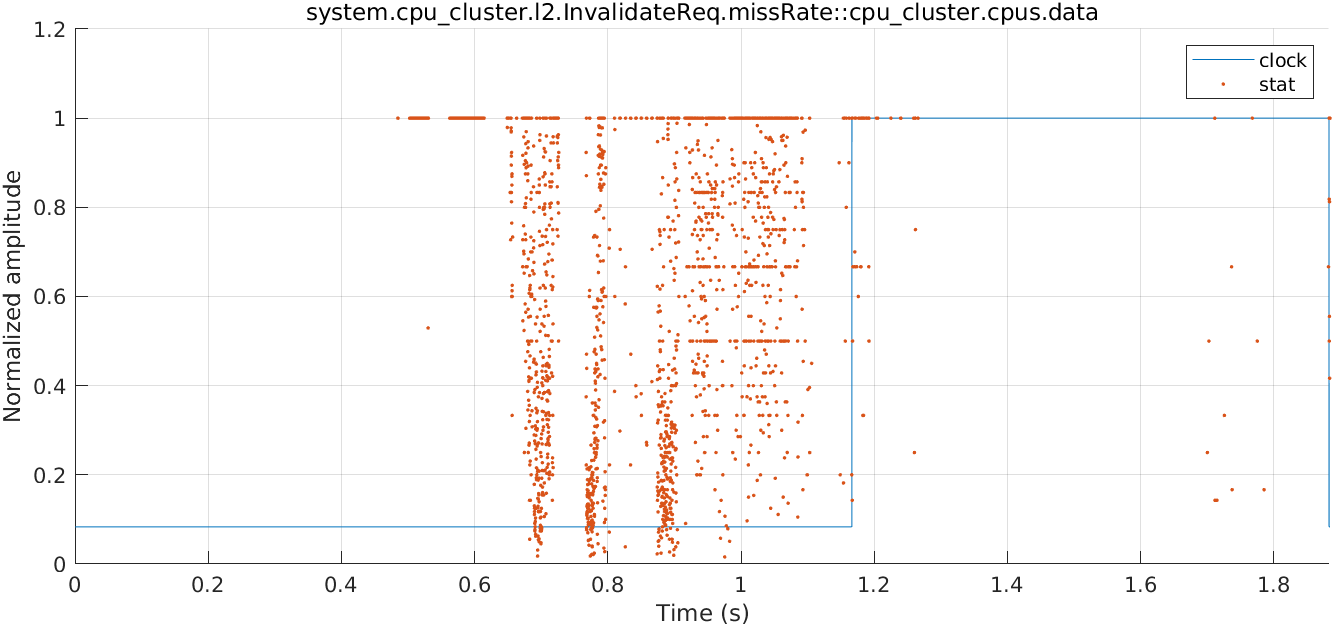 system.cpu_cluster.l2.InvalidateReq.missRate::cpu_cluster.cpus.data
1.2
1
0.8
0.6
0.4
0.2
0
Normalized amplitude
clock
stat
0 0.2 0.4 0.6 0.8 1 1.2 1.4 1.6 1.8
Time (s)